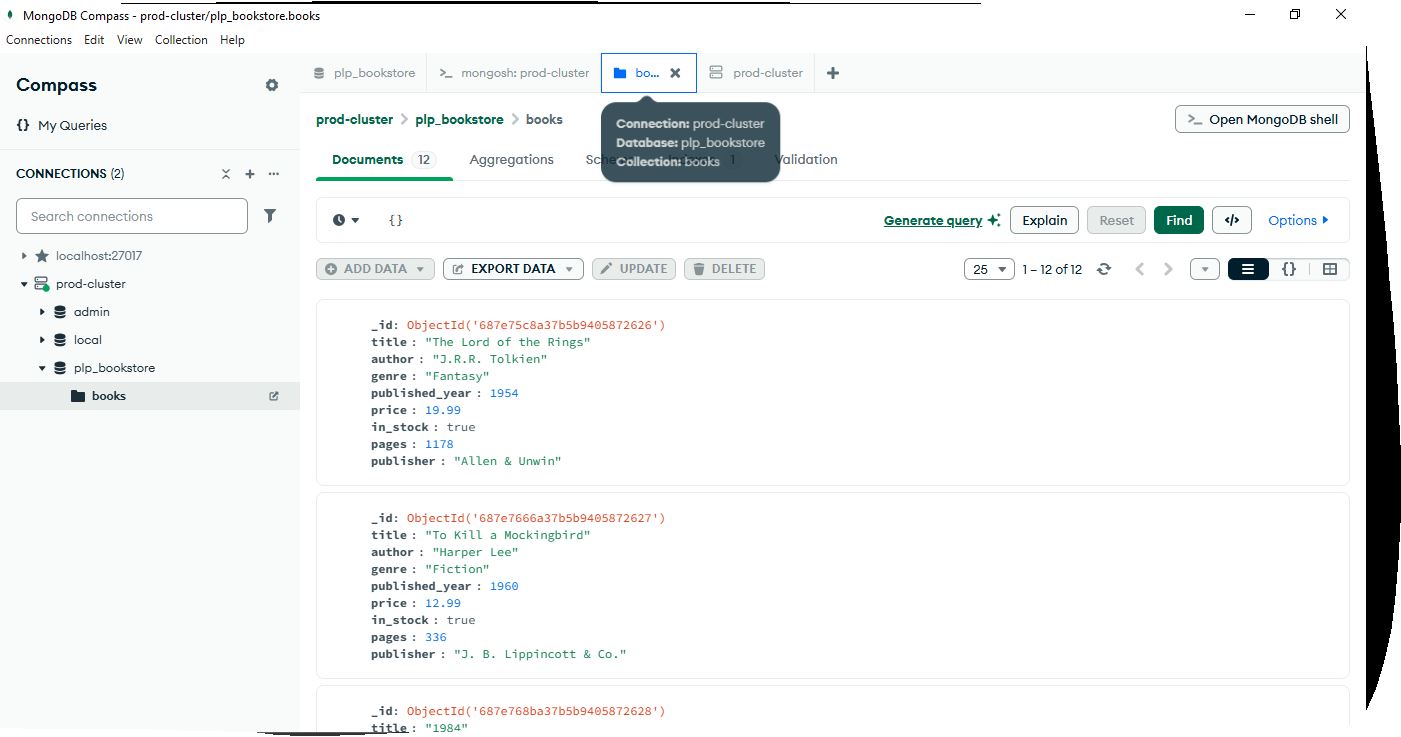 MongoDB Compass - prod-cluster/plp_bookstore.books
Connections Edit View Collection Help
Compass
My Queries
CONNECTIONS (2)
Search connections
localhost:27017
prod-cluster
admin
local
plp_bookstore
books
plp_bookstore
mongosh: prod-cluster
bo...
prod-cluster
prod-cluster > plp_bookstore > books
Open MongoDB shell
Connection: prod-cluster
Database: plp_bookstore
Collection: books
Documents 12 Aggregations 1 Validation
{}
Generate query Explain Reset Find </> Options
ADD DATA EXPORT DATA UPDATE DELETE
25 1 – 12 of 12 {}
_id: ObjectId('687e75c8a37b5b9405872626')
title : "The Lord of the Rings"
author : "J.R.R. Tolkien"
genre : "Fantasy"
published_year : 1954
price : 19.99
in_stock : true
pages : 1178
publisher : "Allen & Unwin"
_id: ObjectId('687e7666a37b5b9405872627')
title : "To Kill a Mockingbird"
author : "Harper Lee"
genre : "Fiction"
published_year : 1960
price : 12.99
in_stock : true
pages : 336
publisher : "J. B. Lippincott & Co."
_id: ObjectId('687e768ba37b5b9405872628')
title : "1984"